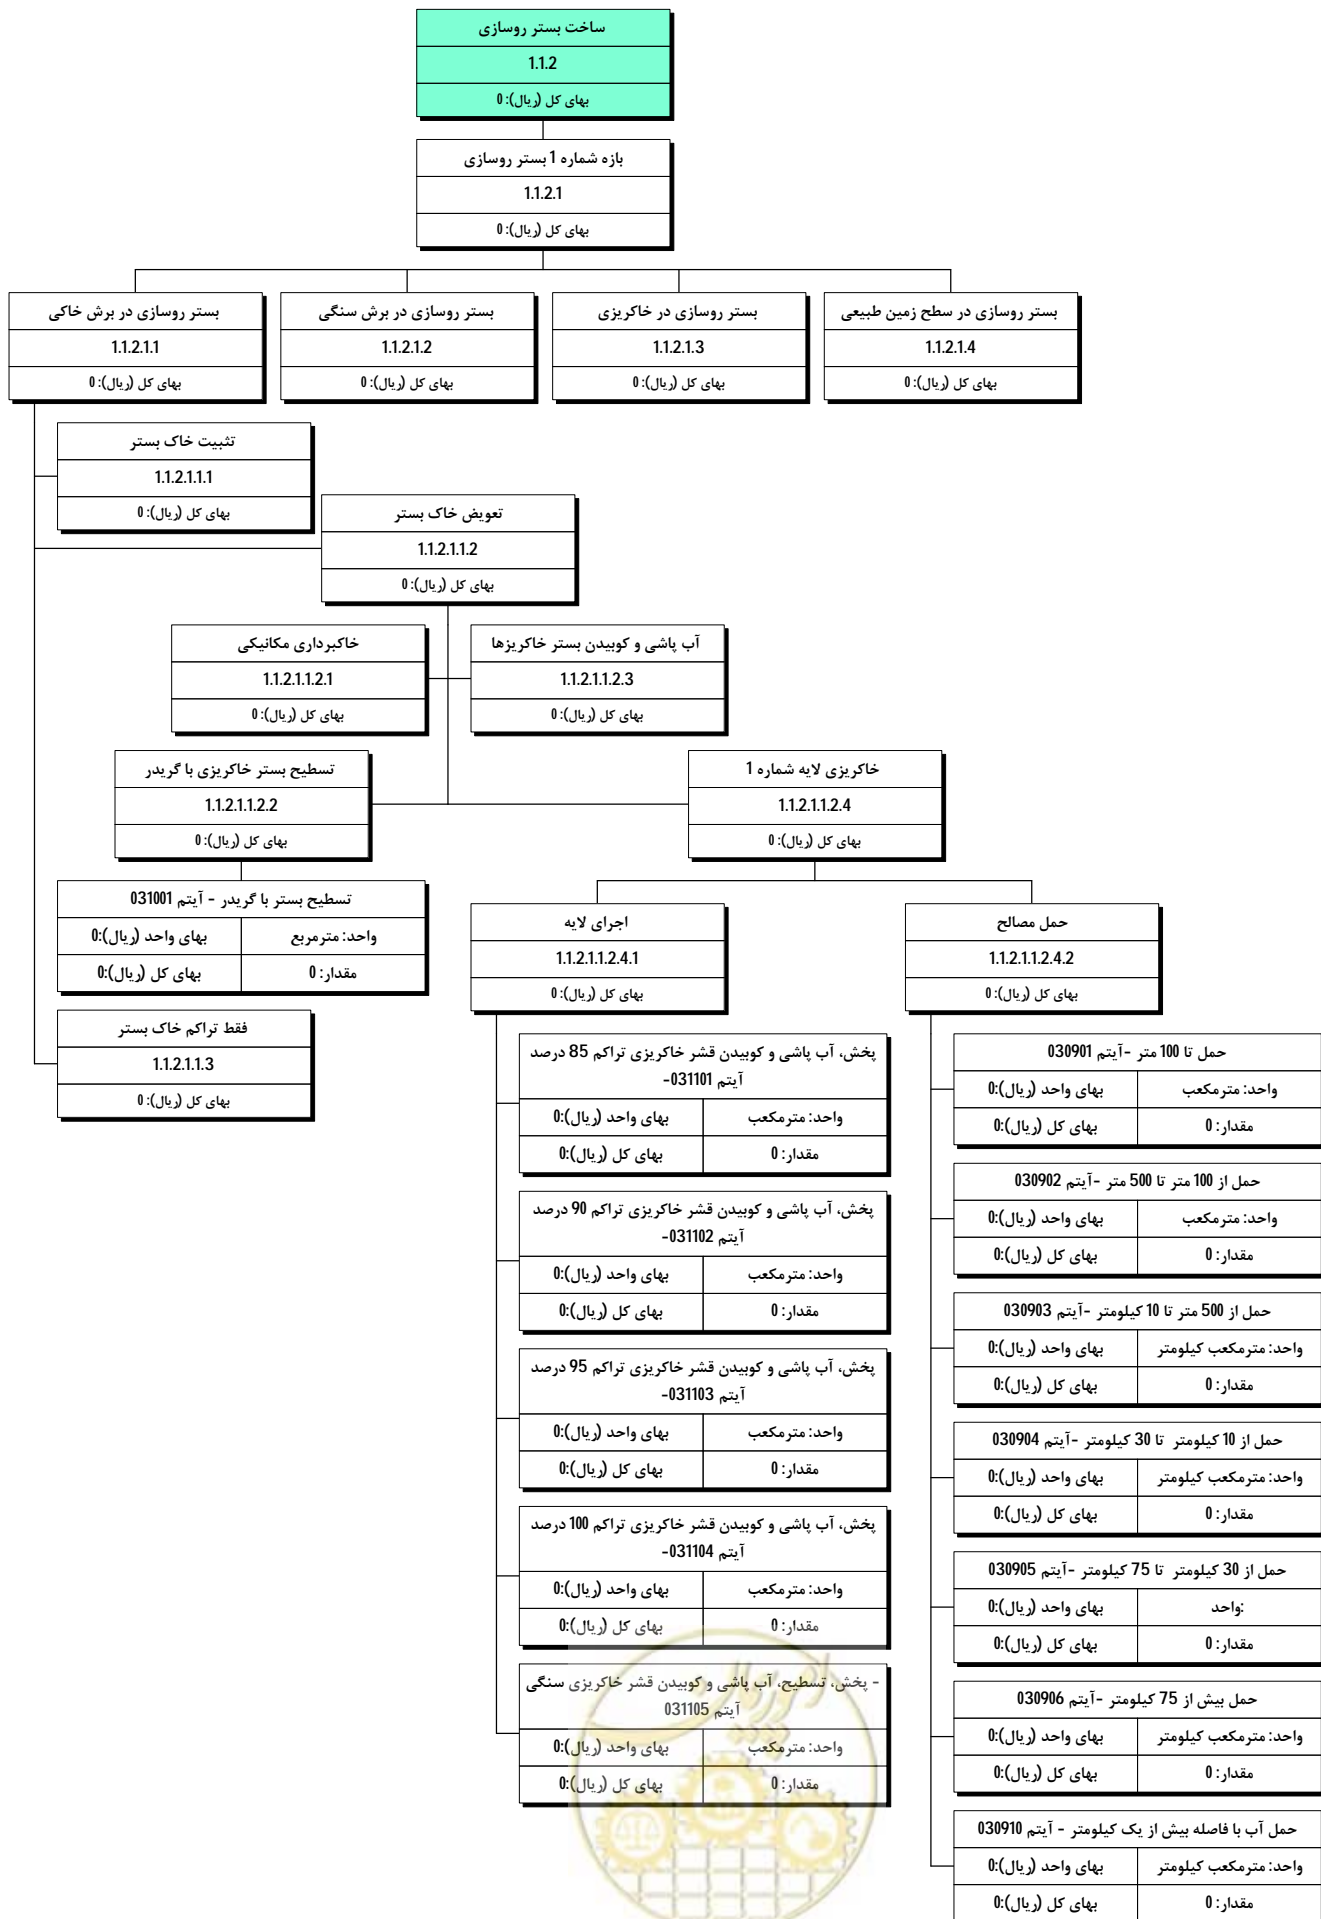 ساخت بستر روسازی
1.1.2
بهای کل (ریال): 0
بازه شماره 1 بستر روسازی
1.1.2.1
بهای کل (ریال): 0
بستر روسازی در برش خاکی
1.1.2.1.1
بهای کل (ریال): 0
بستر روسازی در برش سنگی
1.1.2.1.2
بهای کل (ریال): 0
بستر روسازی در خاکریزی
1.1.2.1.3
بهای کل (ریال): 0
بستر روسازی در سطح زمین طبیعی
1.1.2.1.4
بهای کل (ریال): 0
تثبیت خاک بستر
1.1.2.1.1.1
بهای کل (ریال): 0
تعویض خاک بستر
1.1.2.1.1.2
بهای کل (ریال): 0
خاکبرداری مکانیکی
1.1.2.1.1.2.1
بهای کل (ریال): 0
آب پاشی و کوبیدن بستر خاکریزها
1.1.2.1.1.2.3
بهای کل (ریال): 0
تسطیح بستر خاکریزی با گریدر
1.1.2.1.1.2.2
بهای کل (ریال): 0
خاکریزی لایه شماره 1
1.1.2.1.1.2.4
بهای کل (ریال): 0
تسطیح بستر با گریدر - آیتم 031001
واحد: مترمربع
بهای واحد (ریال):0
مقدار: 0
بهای کل (ریال):0
فقط تراکم خاک بستر
1.1.2.1.1.3
بهای کل (ریال): 0
اجرای لایه
1.1.2.1.1.2.4.1
بهای کل (ریال): 0
حمل مصالح
1.1.2.1.1.2.4.2
بهای کل (ریال): 0
پخش، آب پاشی و کوبیدن قشر خاکریزی تراکم 85 درصد
آیتم 031101-
واحد: مترمکعب
بهای واحد (ریال):0
مقدار: 0
بهای کل (ریال):0
پخش، آب پاشی و کوبیدن قشر خاکریزی تراکم 90 درصد
آیتم 031102-
واحد: مترمکعب
بهای واحد (ریال):0
مقدار: 0
بهای کل (ریال):0
پخش، آب پاشی و کوبیدن قشر خاکریزی تراکم 95 درصد
آیتم 031103-
واحد: مترمکعب
بهای واحد (ریال):0
مقدار: 0
بهای کل (ریال):0
پخش، آب پاشی و کوبیدن قشر خاکریزی تراکم 100 درصد
آیتم 031104-
واحد: مترمکعب
بهای واحد (ریال):0
مقدار: 0
بهای کل (ریال):0
- پخش، تسطیح، آب پاشی و کوبیدن قشر خاکریزی سنگی
آیتم 031105
واحد: مترمکعب
بهای واحد (ریال):0
مقدار: 0
بهای کل (ریال):0
حمل تا 100 متر -آیتم 030901
واحد: مترمکعب
بهای واحد (ریال):0
مقدار: 0
بهای کل (ریال):0
حمل از 100 متر تا 500 متر -آیتم 030902
واحد: مترمکعب
بهای واحد (ریال):0
مقدار: 0
بهای کل (ریال):0
حمل از 500 متر تا 10 کیلومتر -آیتم 030903
واحد: مترمکعب کیلومتر
بهای واحد (ریال):0
مقدار: 0
بهای کل (ریال):0
حمل از 10 کیلومتر تا 30 کیلومتر -آیتم 030904
واحد: مترمکعب کیلومتر
بهای واحد (ریال):0
مقدار: 0
بهای کل (ریال):0
حمل از 30 کیلومتر تا 75 کیلومتر -آیتم 030905
:واحد
بهای واحد (ریال):0
مقدار: 0
بهای کل (ریال):0
حمل بیش از 75 کیلومتر -آیتم 030906
واحد: مترمکعب کیلومتر
بهای واحد (ریال):0
مقدار: 0
بهای کل (ریال):0
حمل آب با فاصله بیش از یک کیلومتر - آیتم 030910
واحد: مترمکعب کیلومتر
بهای واحد (ریال):0
مقدار: 0
بهای کل (ریال):0